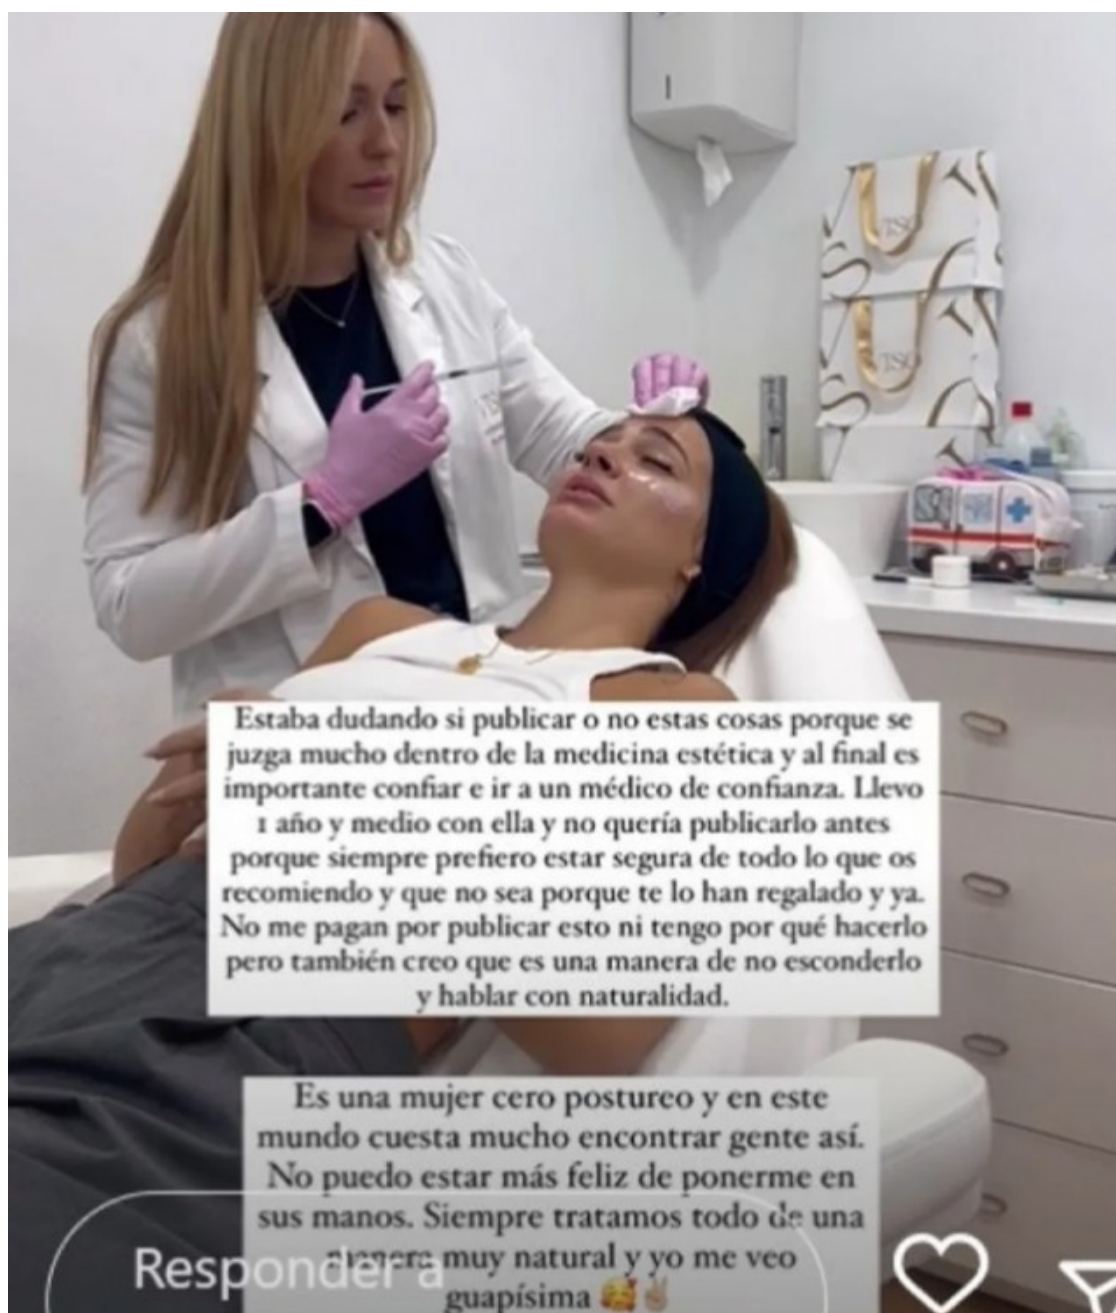 Estaba dudando si publicar o no estas cosas porque se
juzga mucho dentro de la medicina estética y al final es
importante confiar e ir a un médico de confianza. Llevo
1 año y medio con ella y no quería publicarlo antes
porque siempre prefiero estar segura de todo lo que os
recomiendo y que no sea porque te lo han regalado y ya.
No me pagan por publicar esto ni tengo por qué hacerlo
pero también creo que es una manera de no esconderlo
y hablar con naturalidad.
Es una mujer cero postureo y en este
mundo cuesta mucho encontrar gente así.
No puedo estar más feliz de ponerme en
sus manos. Siempre tratamos todo de una
manera muy natural y yo me veo
guapísima 🥰✌🏼
Responder a